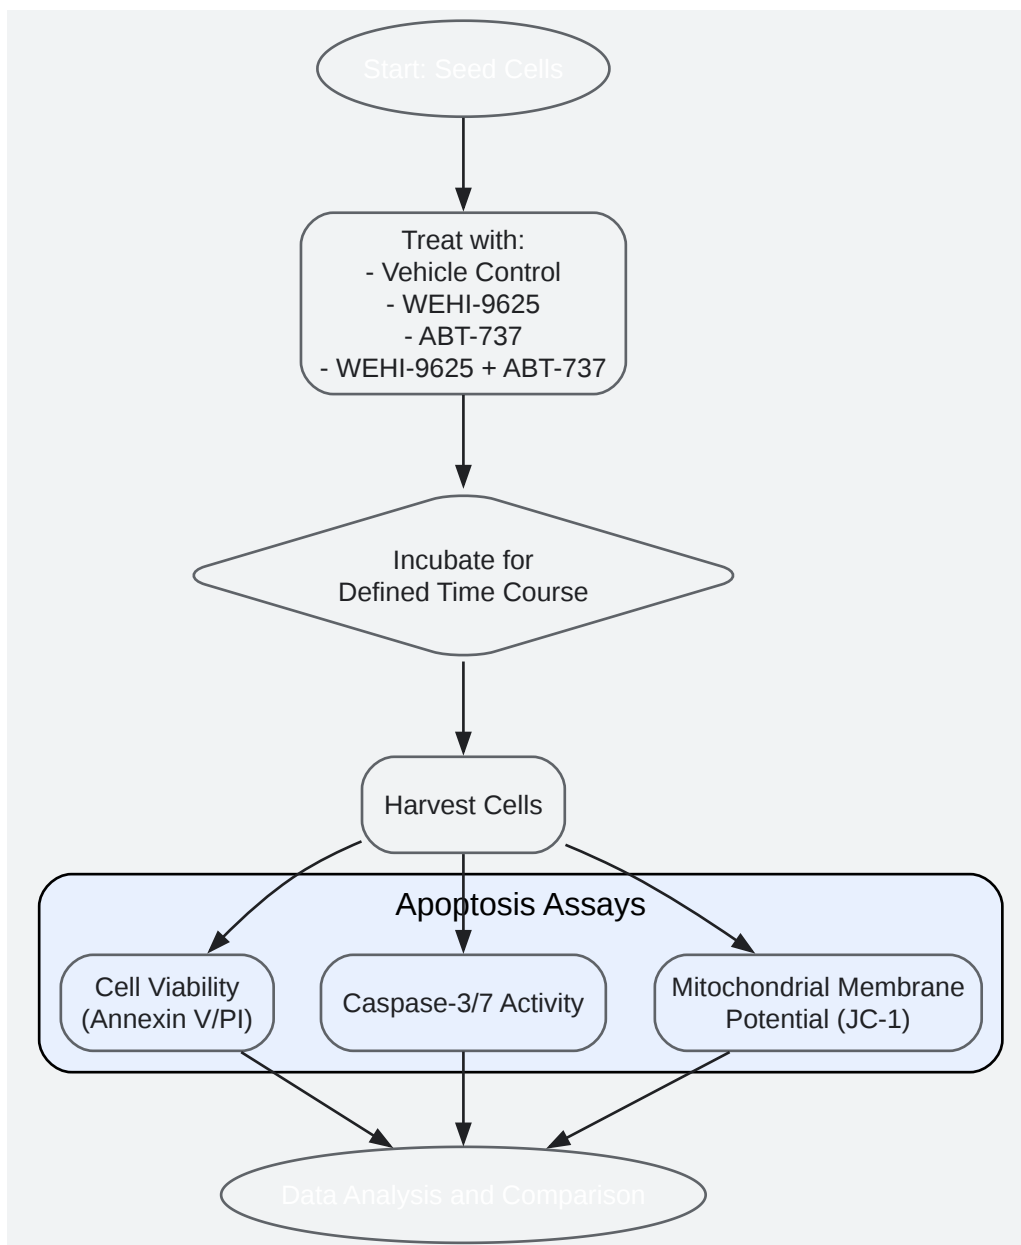 Start: Seed Cells
Treat with:
- Vehicle Control
- WEHI-9625
- ABT-737
- WEHI-9625 + ABT-737
Incubate for
Defined Time Course
Harvest Cells
Apoptosis Assays
Cell Viability
(Annexin V/PI)
Caspase-3/7 Activity
Mitochondrial Membrane
Potential (JC-1)
Data Analysis and Comparison